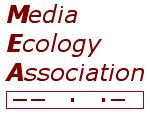 Media
Ecology
Association
-- · ·-